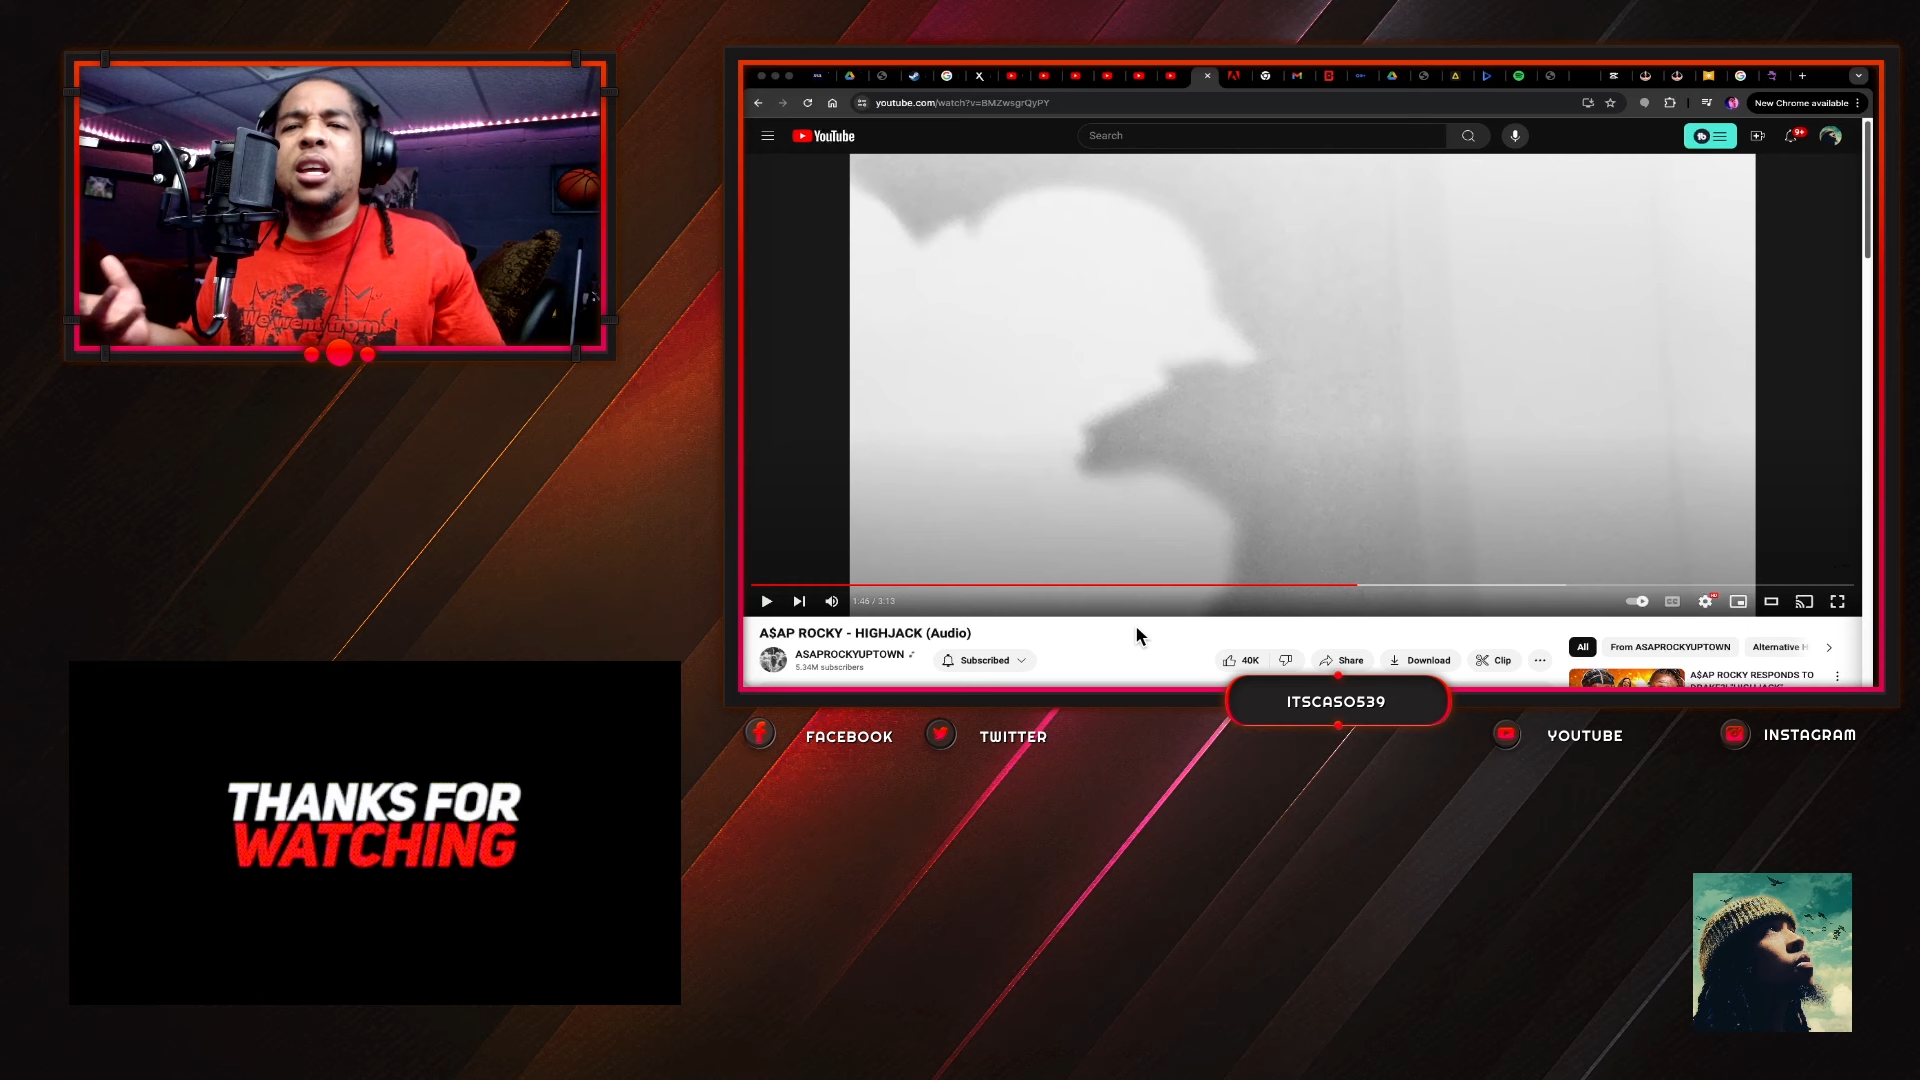 We went from
youtube.com/watch?v=BMZwsgrQyPY
New Chrome available
YouTube
Search
9+
1:46 / 3:13
A$AP ROCKY - HIGHJACK (Audio)
ASAPROCKYUPTOWN
5.34M subscribers
Subscribed
40K
Share
Download
Clip
All
From ASAPROCKYUPTOWN
Alternative H
A$AP ROCKY RESPONDS TO
ITSCASO539
FACEBOOK
TWITTER
YOUTUBE
INSTAGRAM
THANKS FOR
WATCHING